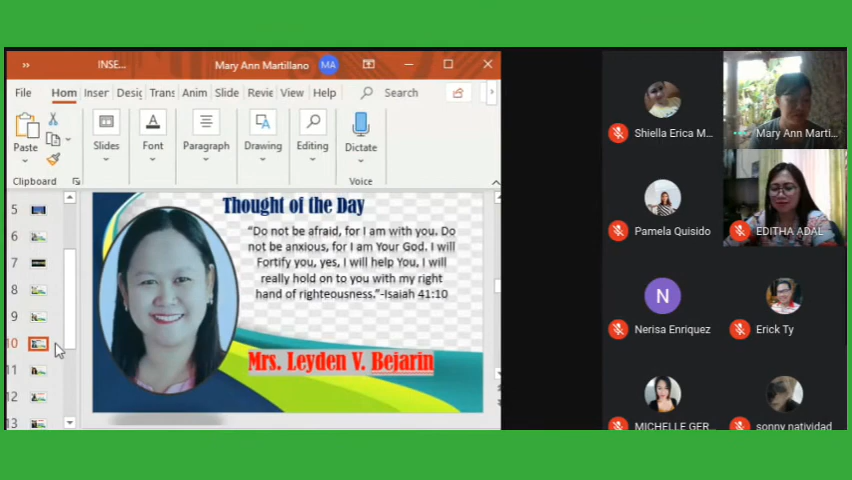 INSE...
Mary Ann Martillano
MA
File
Hom
Inser
Desig
Trans
Anim
Slide
Revie
View
Help
Search
Paste
Slides
Font
Paragraph
Drawing
Editing
Dictate
Clipboard
Voice
5
6
7
8
9
10
11
12
13
Thought of the Day
“Do not be afraid, for I am with you. Do
not be anxious, for I am Your God. I will
Fortify you, yes, I will help You, I will
really hold on to you with my right
hand of righteousness.”-Isaiah 41:10
Mrs. Leyden V. Bejarin
Shiella Erica M...
Mary Ann Marti...
Pamela Quisido
EDITHA ADAL
N
Nerisa Enriquez
Erick Ty
MICHELLE GER...
sonny natividad